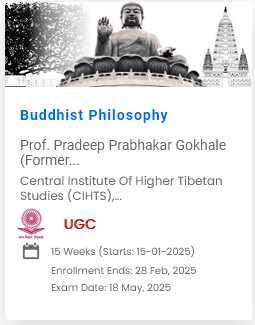 Buddhist Philosophy
Prof. Pradeep Prabhakar Gokhale
(Former...
Central Institute Of Higher Tibetan
Studies (CIHTS),...
UGC
15 Weeks (Starts: 15-01-2025)
Enrollment Ends: 28 Feb, 2025
Exam Date: 18 May, 2025